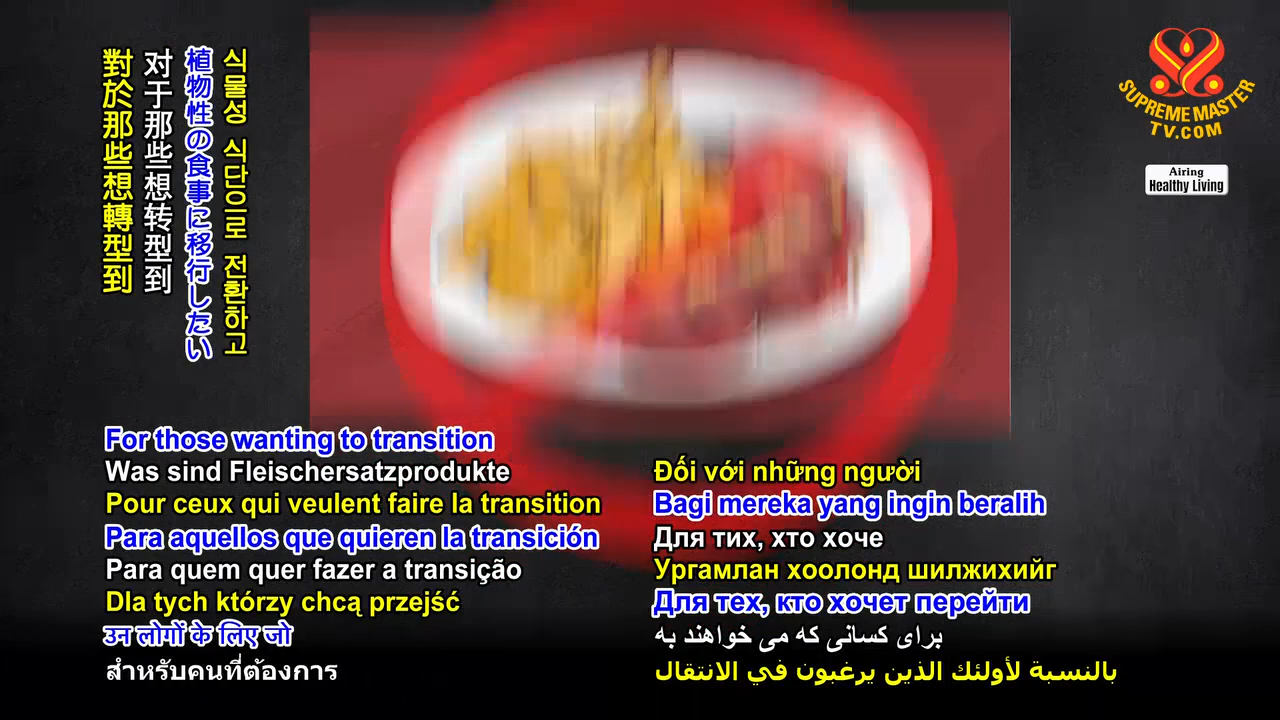 對於那些想轉型到
对于那些想转型到
植物性の食事に移行したい
식물성 식단으로 전환하고
SUPREME MASTER
TV.COM
Airing
Healthy Living
For those wanting to transition
Was sind Fleischersatzprodukte
Pour ceux qui veulent faire la transition
Para aquellos que quieren la transición
Para quem quer fazer a transição
Dla tych którzy chcą przejść
उन लोगों के लिए जो
สำหรับคนที่ต้องการ
Đối với những người
Bagi mereka yang ingin beralih
Для тих, хто хоче
Ургамлан хоолонд шилжихийг
Для тех, кто хочет перейти
برای کسانی که می خواهند به
بالنسبة لأولئك الذين يرغبون في الانتقال